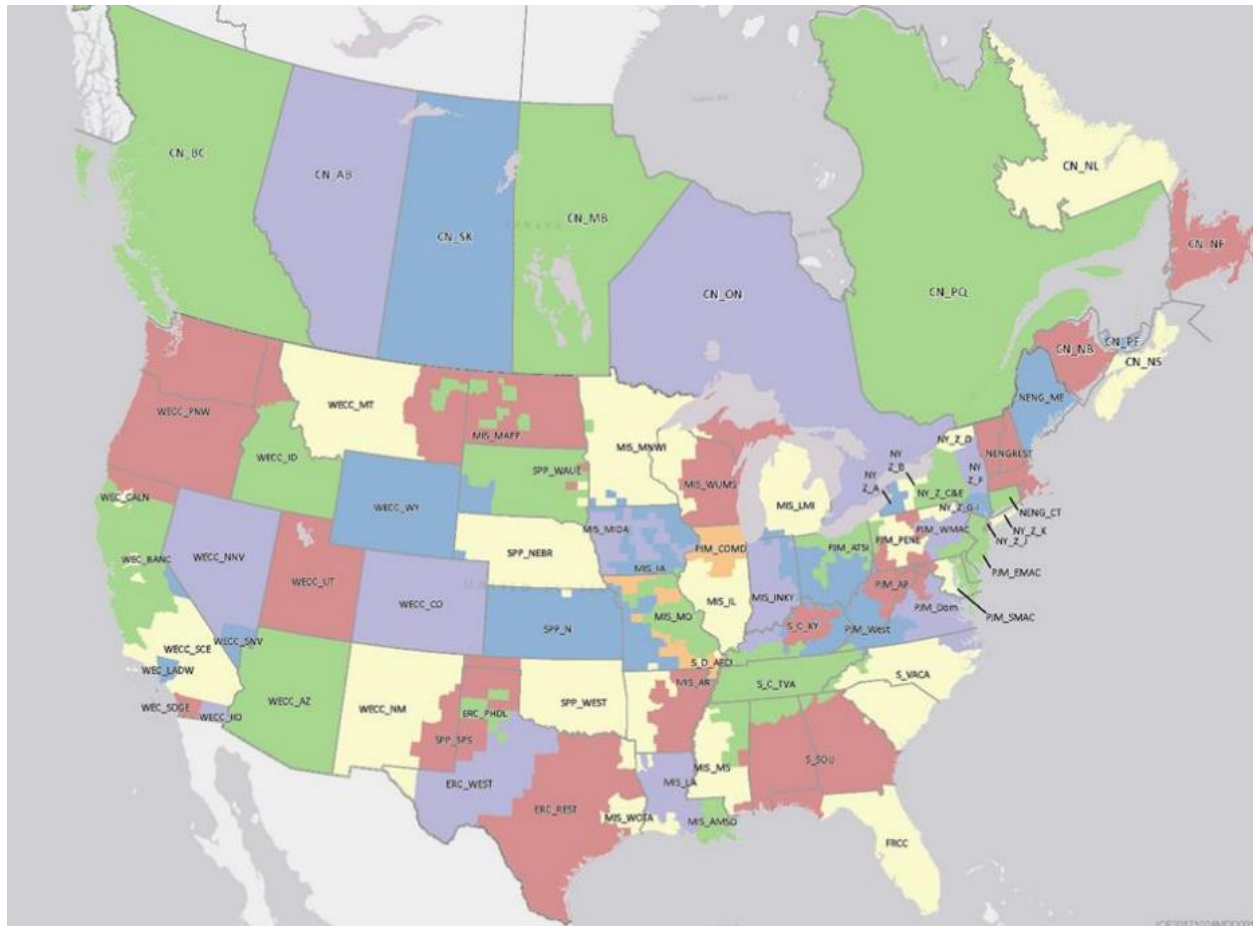 CN_BC
CN_AB
CN_SK
CN_MB
CN_ON
CN_PQ
CN_NL
CN_NF
CN_NB
CN_PE
CN_NS
NENG_ME
WECC_PNW
WECC_MT
WECC_ID
MIS_MAPP
MIS_MNWI
SPP_WAUE
MIS_WUMS
MIS_LMI
NY_Z_D
NENGREST
NY
Z_B
NY
Z_A
NY
Z_F
NY_Z_C&E
NY_Z_G-I
NENG_CT
NY_Z_K
NY_Z_J
WEC_CALN
WECC_WY
WEC_BANC
WECC_NNV
WECC_UT
WECC_CO
SPP_NEBR
MIS_MIDA
MIS_IA
PJM_COMD
PJM_ATSI
PJM_PENE
PJM_WMAC
PJM_EMAC
PJM_AP
PJM_SMAC
PJM_Dom
PJM_West
MIS_IL
MIS_INKY
MIS_MO
SPP_N
S_C_KY
WECC_SNV
WECC_SCE
WEC_LADW
WEC_SDGE
WECC_IID
WECC_AZ
WECC_NM
SPP_SPS
ERC_PHDL
SPP_WEST
S_D_AECI
MIS_AR
S_C_TVA
S_VACA
ERC_WEST
ERC_REST
MIS_WOTA
MIS_LA
MIS_MS
MIS_AMSO
S_SOU
FRCC